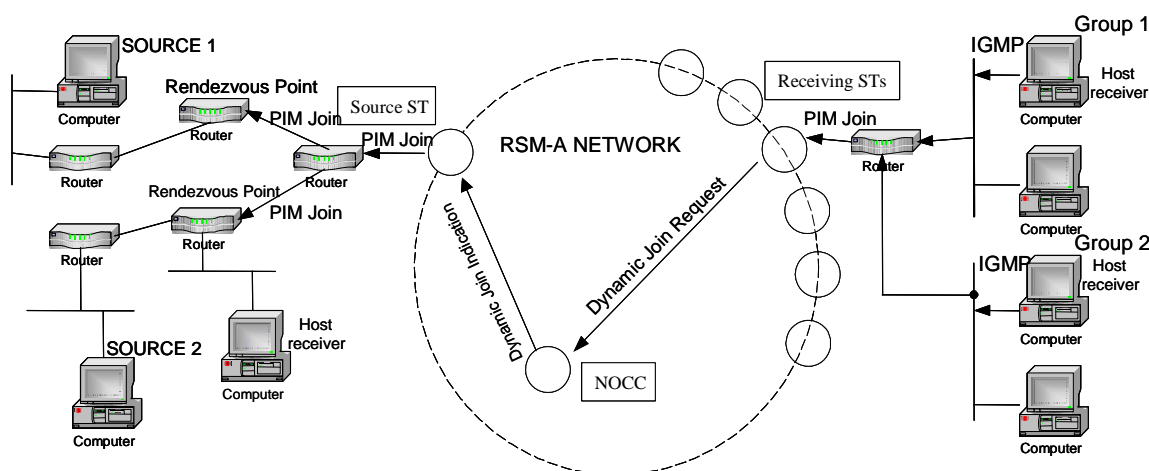 SOURCE 1
Computer
Rendezvous Point
Router
PIM Join
Router
Source ST
PIM Join
Router
Rendezvous Point
PIM Join
Router
Router
SOURCE 2
Computer
Host
receiver
Computer
RSM-A NETWORK
Dynamic Join Indication
Dynamic Join Request
NOCC
Receiving STs
PIM Join
Router
Group 1
IGMP
Host
receiver
Computer
Computer
Group 2
IGMP
Host
receiver
Computer
Computer